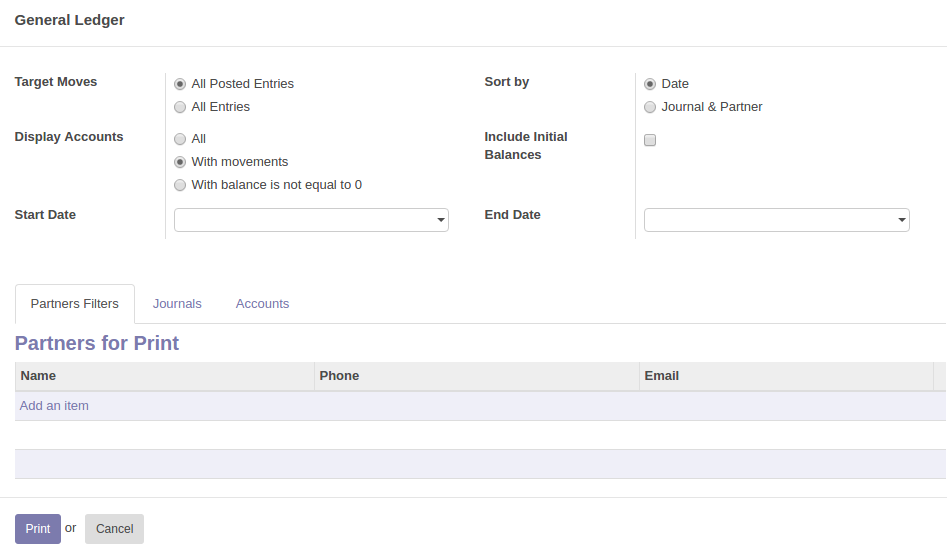 General Ledger
Target Moves
All Posted Entries
All Entries
Sort by
Date
Journal & Partner
Display Accounts
All
With movements
With balance is not equal to 0
Include Initial
Balances
Start Date
End Date
Partners Filters Journals Accounts
Partners for Print
Name Phone Email
Add an item
Print or Cancel